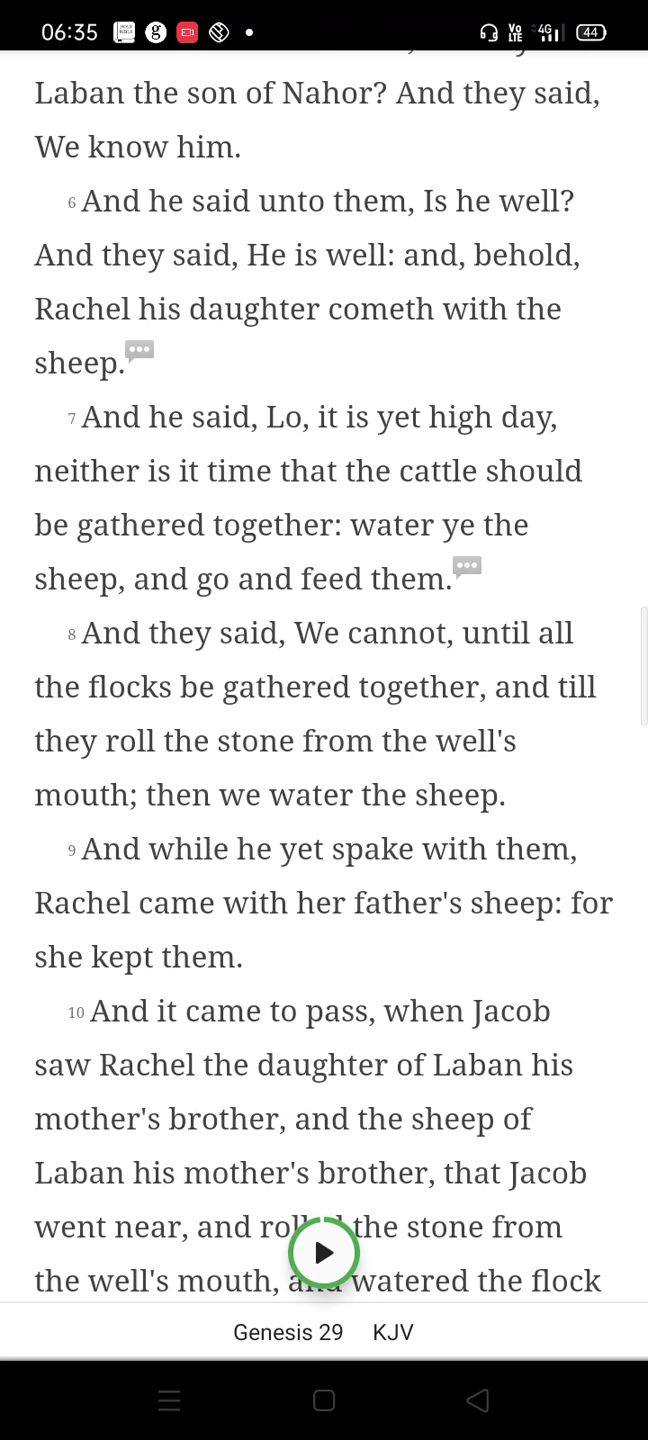 06:35
Vo LTE 4G 44
Laban the son of Nahor? And they said,
We know him.
6 And he said unto them, Is he well?
And they said, He is well: and, behold,
Rachel his daughter cometh with the
sheep.
7 And he said, Lo, it is yet high day,
neither is it time that the cattle should
be gathered together: water ye the
sheep, and go and feed them.
8 And they said, We cannot, until all
the flocks be gathered together, and till
they roll the stone from the well's
mouth; then we water the sheep.
9 And while he yet spake with them,
Rachel came with her father's sheep: for
she kept them.
10 And it came to pass, when Jacob
saw Rachel the daughter of Laban his
mother's brother, and the sheep of
Laban his mother's brother, that Jacob
went near, and rolled the stone from
the well's mouth, and watered the flock
Genesis 29 KJV